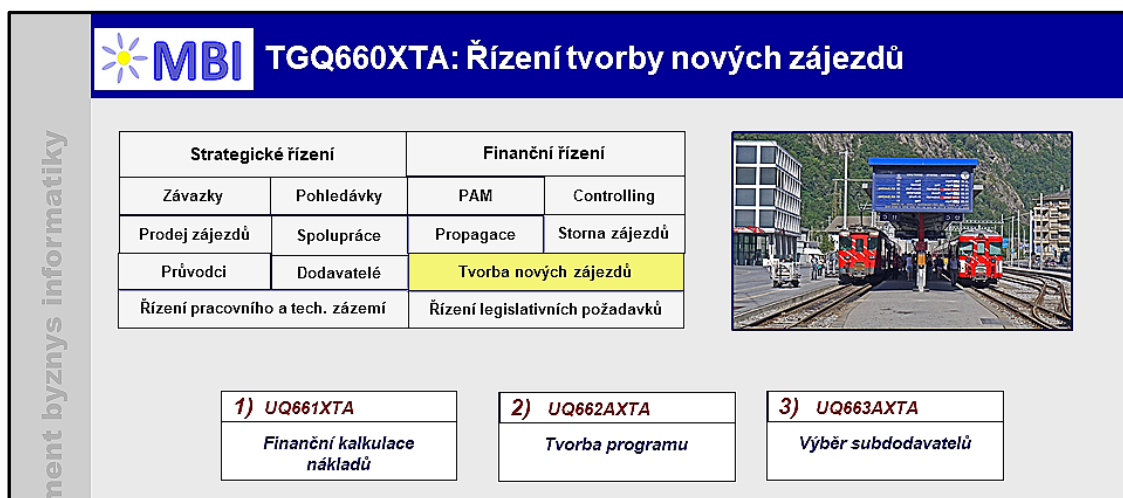 MBI TGQ660XTA: Řízení tvorby nových zájezdů
ment byznys informatiky
Strategické řízení Finanční řízení
Závazky Pohledávky PAM Controlling
Prodej zájezdů Spolupráce Propagace Storna zájezdů
Průvodci Dodavatelé Tvorba nových zájezdů
Řízení pracovního a tech. zázemí Řízení legislativních požadavků
1) UQ661XTA
Finanční kalkulace
nákladů
2) UQ662AXTA
Tvorba programu
3) UQ663AXTA
Výběr subdodavatelů